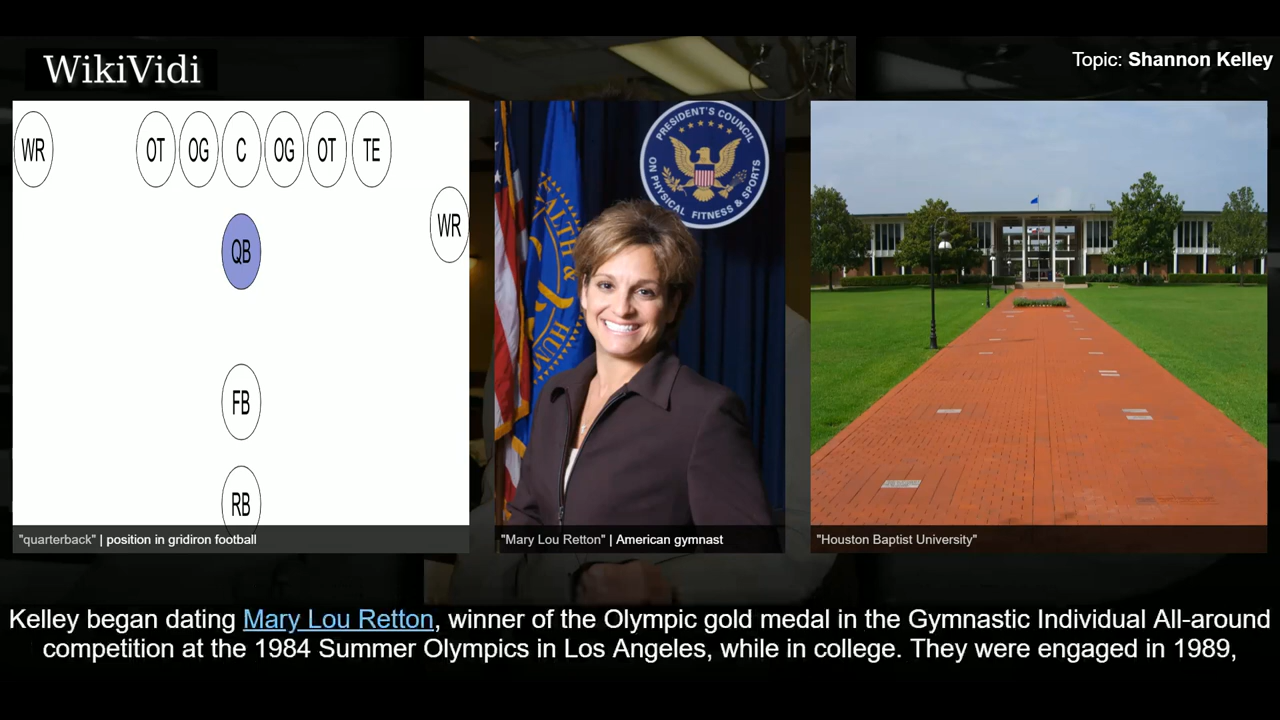 WikiVidi
Topic: Shannon Kelley
WR
OT OG C OG OT TE
WR
QB
FB
RB
"quarterback" | position in gridiron football
PRESIDENT'S COUNCIL
ON PHYSICAL FITNESS & SPORTS
HEALTH &
HUM
"Mary Lou Retton" | American gymnast
"Houston Baptist University"
Kelley began dating Mary Lou Retton, winner of the Olympic gold medal in the Gymnastic Individual All-around
competition at the 1984 Summer Olympics in Los Angeles, while in college. They were engaged in 1989,